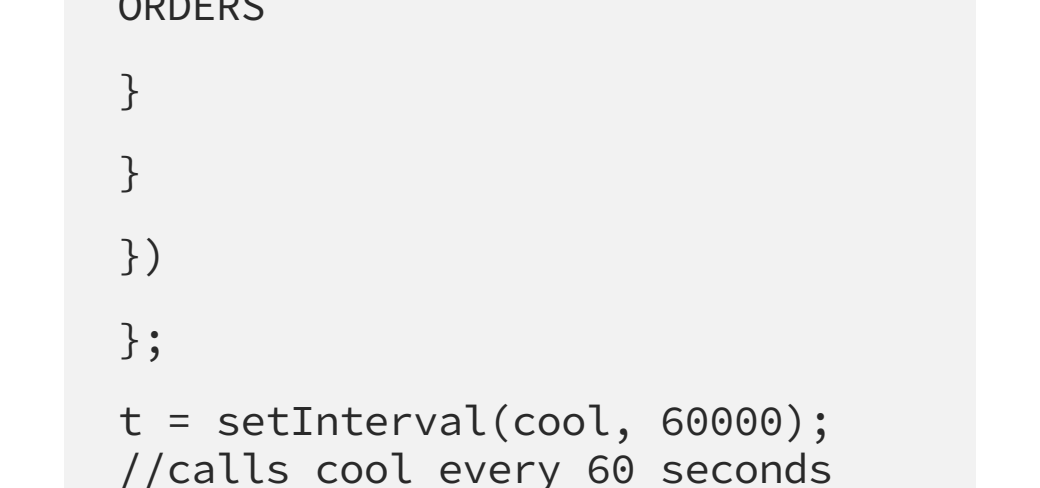 ORDERS
}
}
})
};
t = setInterval(cool, 60000);
//calls cool every 60 seconds